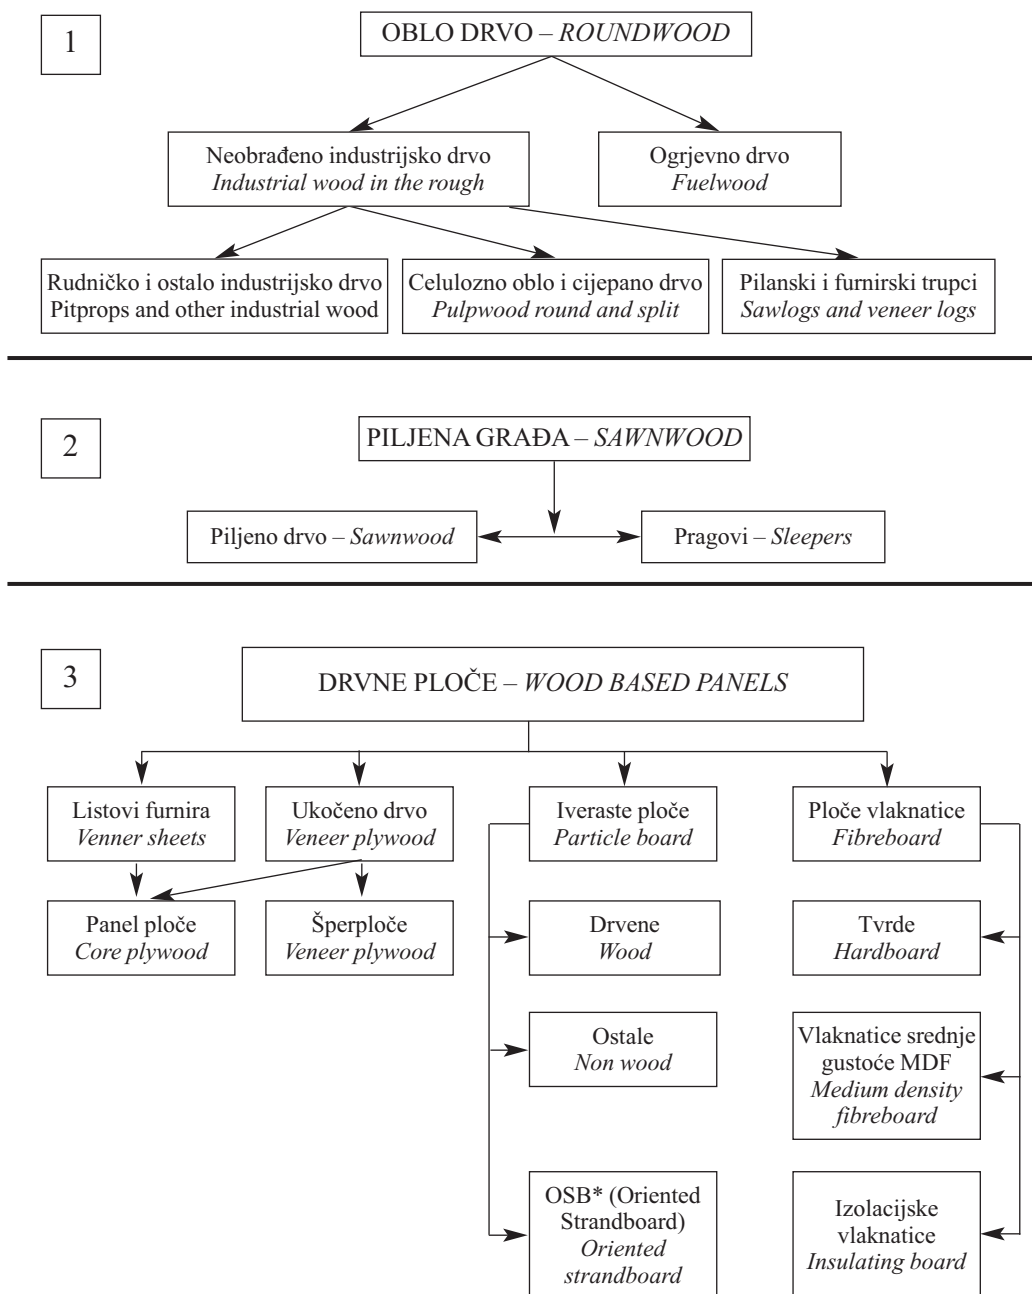 1
OBLO DRVO – ROUNDWOOD
Neobrađeno industrijsko drvo
Industrial wood in the rough
Ogrjevno drvo
Fuelwood
Rudničko i ostalo industrijsko drvo
Pitprops and other industrial wood
Celulozno oblo i cijepano drvo
Pulpwood round and split
Pilanski i furnirski trupci
Sawlogs and veneer logs
2
PILJENA GRAĐA – SAWNWOOD
Piljeno drvo – Sawnwood
Pragovi – Sleepers
3
DRVNE PLOČE – WOOD BASED PANELS
Listovi furnira
Venner sheets
Ukočeno drvo
Veneer plywood
Iveraste ploče
Particle board
Ploče vlaknatice
Fibreboard
Panel ploče
Core plywood
Šperploče
Veneer plywood
Drvene
Wood
Tvrde
Hardboard
Ostale
Non wood
Vlaknatice srednje
gustoće MDF
Medium density
fibreboard
OSB* (Oriented
Strandboard)
Oriented
strandboard
Izolacijske
vlaknatice
Insulating board